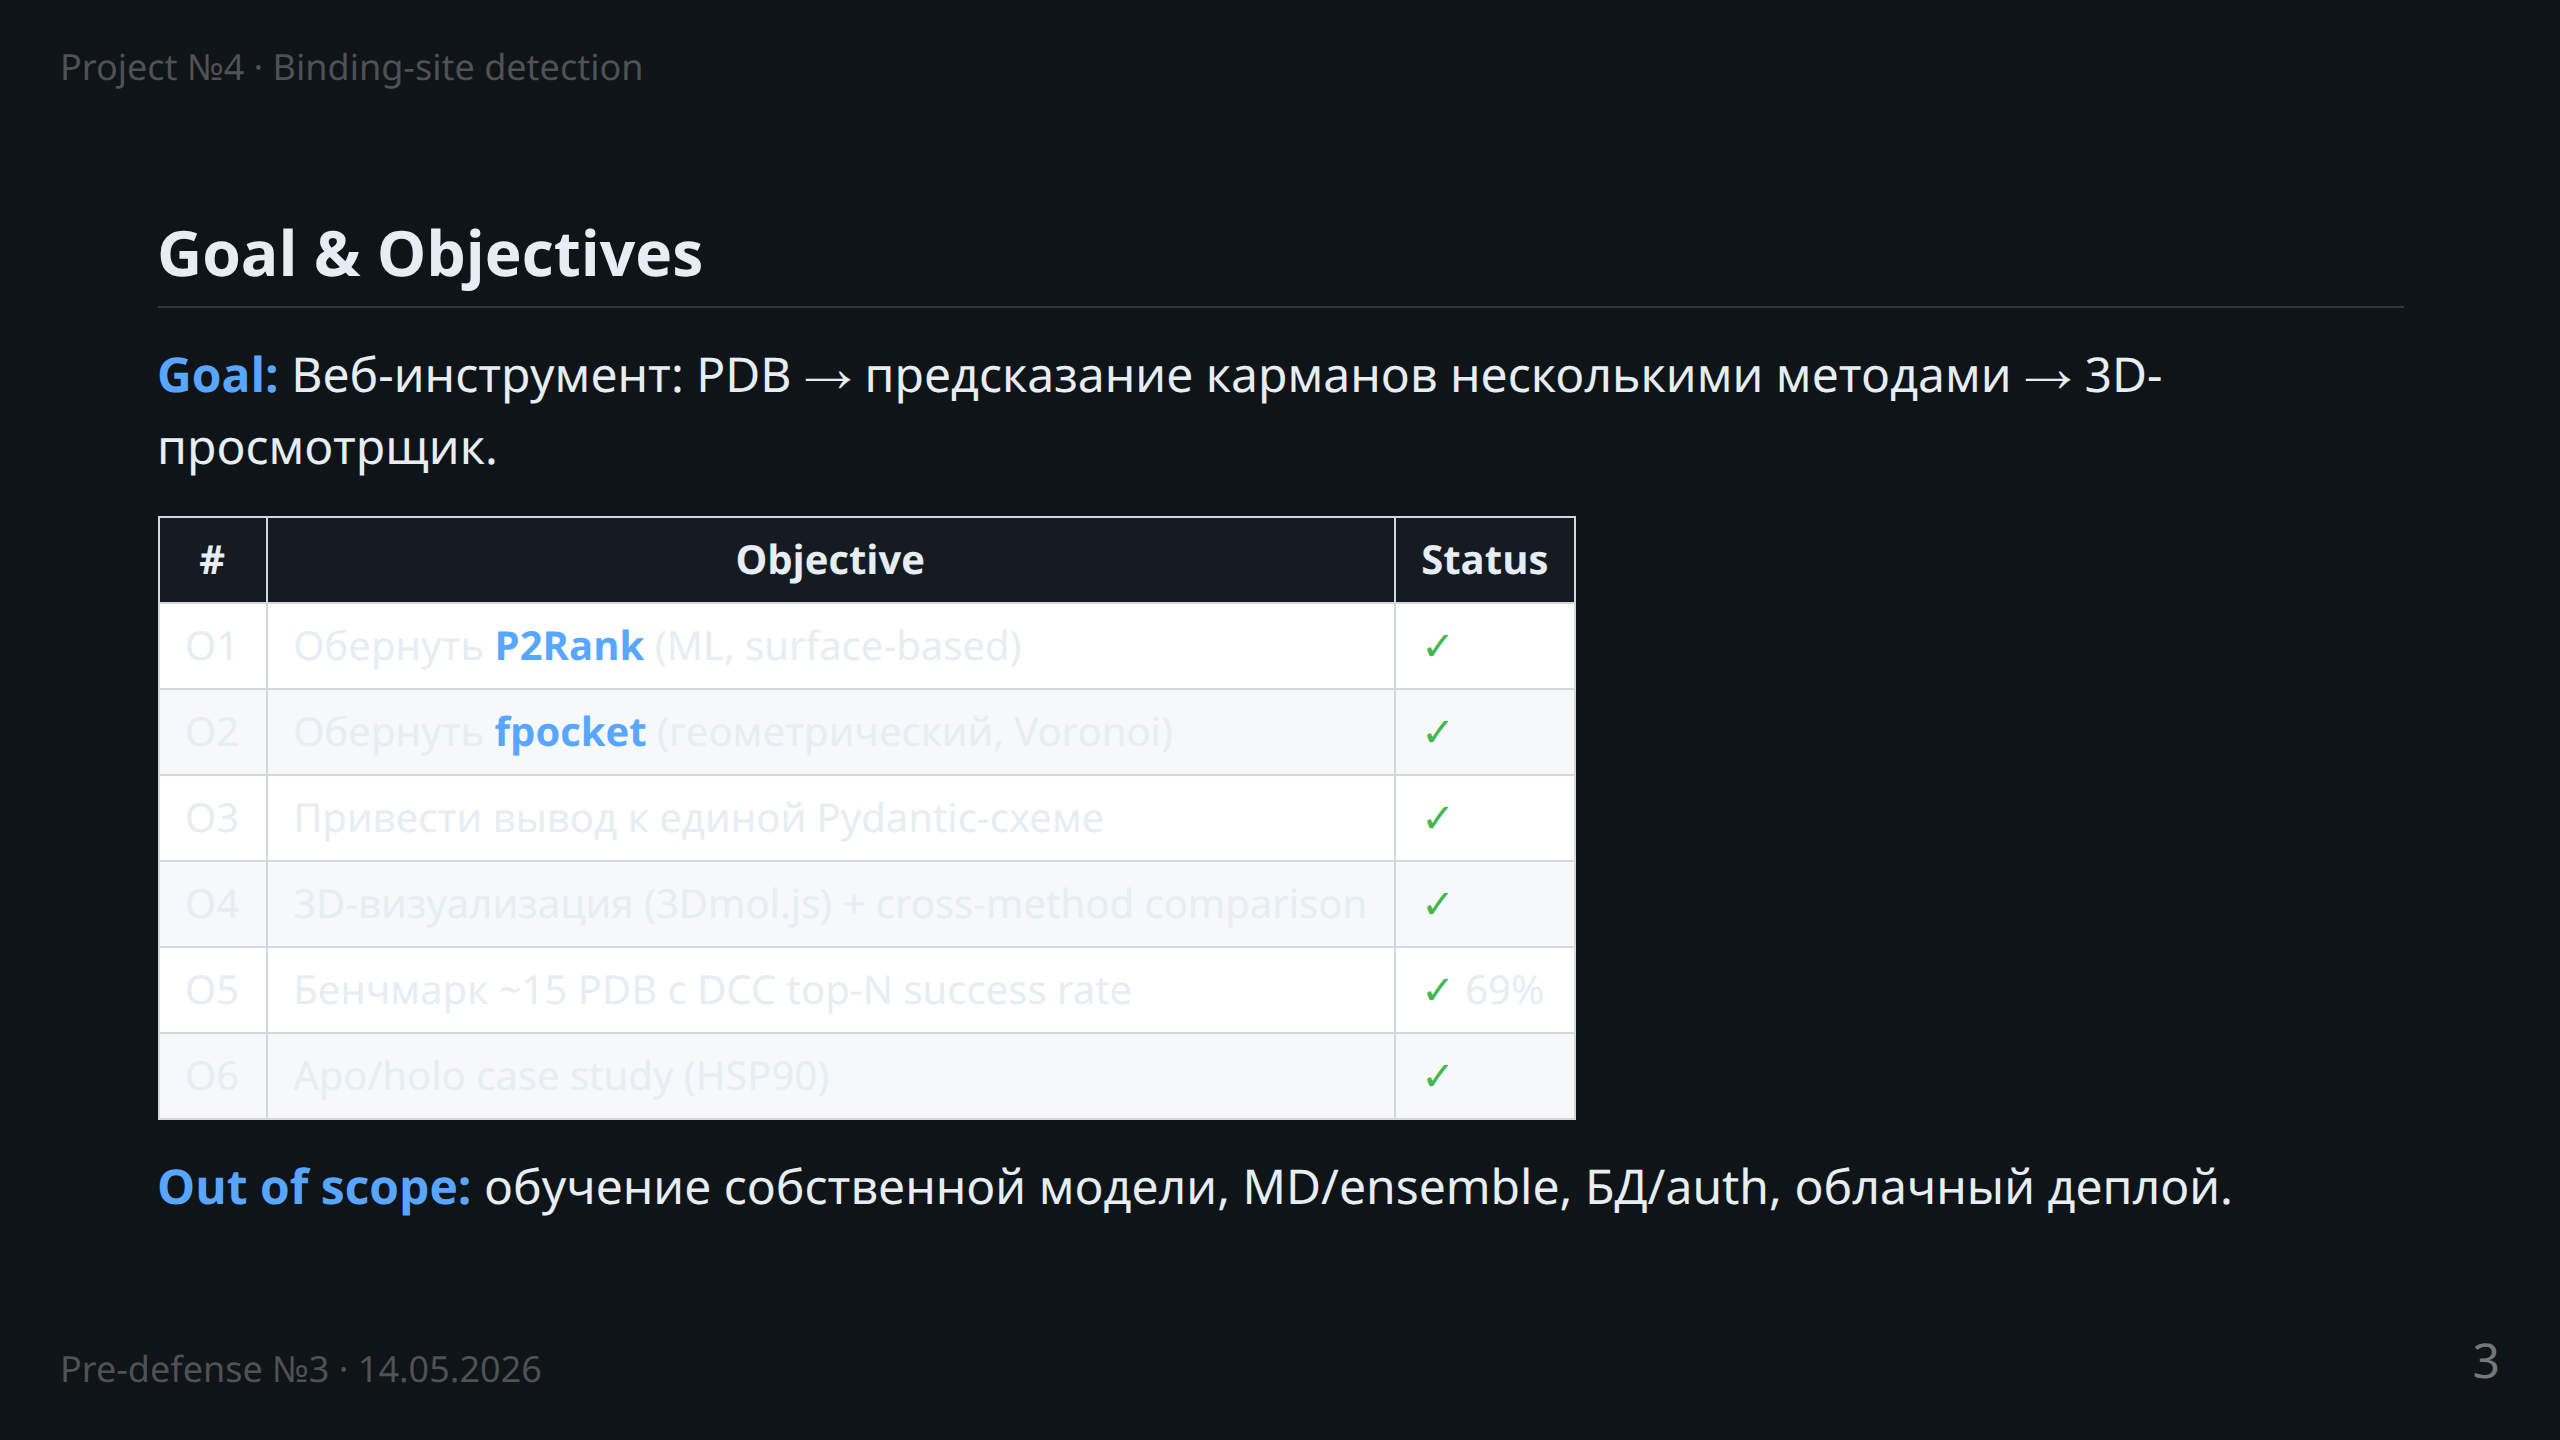 Project №4 · Binding-site detection
Goal & Objectives
Goal: Веб-инструмент: PDB → предсказание карманов несколькими методами → 3D-
просмотрщик.
# Objective Status
O1 Обернуть P2Rank (ML, surface-based) ✓
O2 Обернуть fpocket (геометрический, Voronoi) ✓
O3 Привести вывод к единой Pydantic-схеме ✓
O4 3D-визуализация (3Dmol.js) + cross-method comparison ✓
O5 Бенчмарк ~15 PDB с DCC top-N success rate ✓ 69%
O6 Apo/holo case study (HSP90) ✓
Out of scope: обучение собственной модели, MD/ensemble, БД/auth, облачный деплой.
Pre-defense №3 · 14.05.2026
3